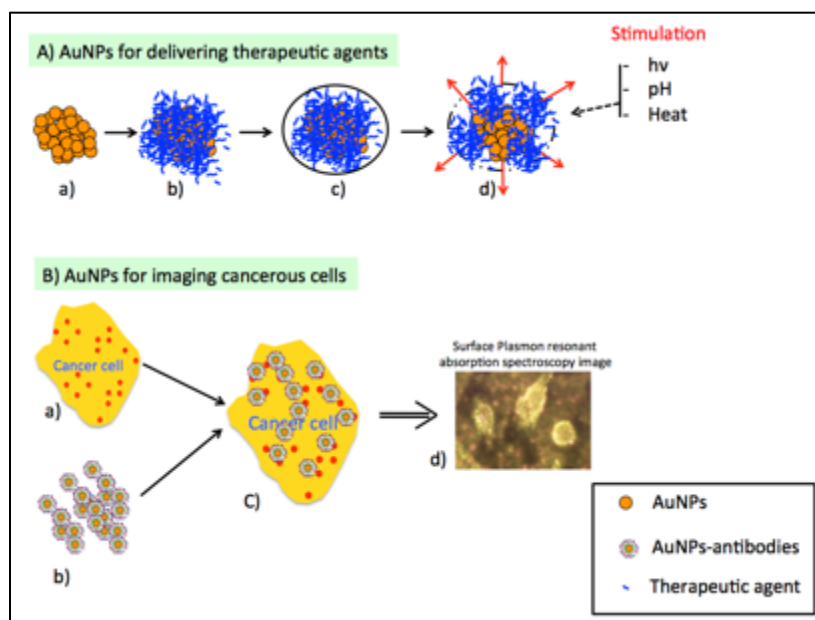 A) AuNPs for delivering therapeutic agents
Stimulation
hv
pH
Heat
a)
b)
c)
d)
B) AuNPs for imaging cancerous cells
Cancer cell
a)
b)
Cancer cell
C)
Surface Plasmon resonant
absorption spectroscopy image
d)
AuNPs
AuNPs-antibodies
Therapeutic agent